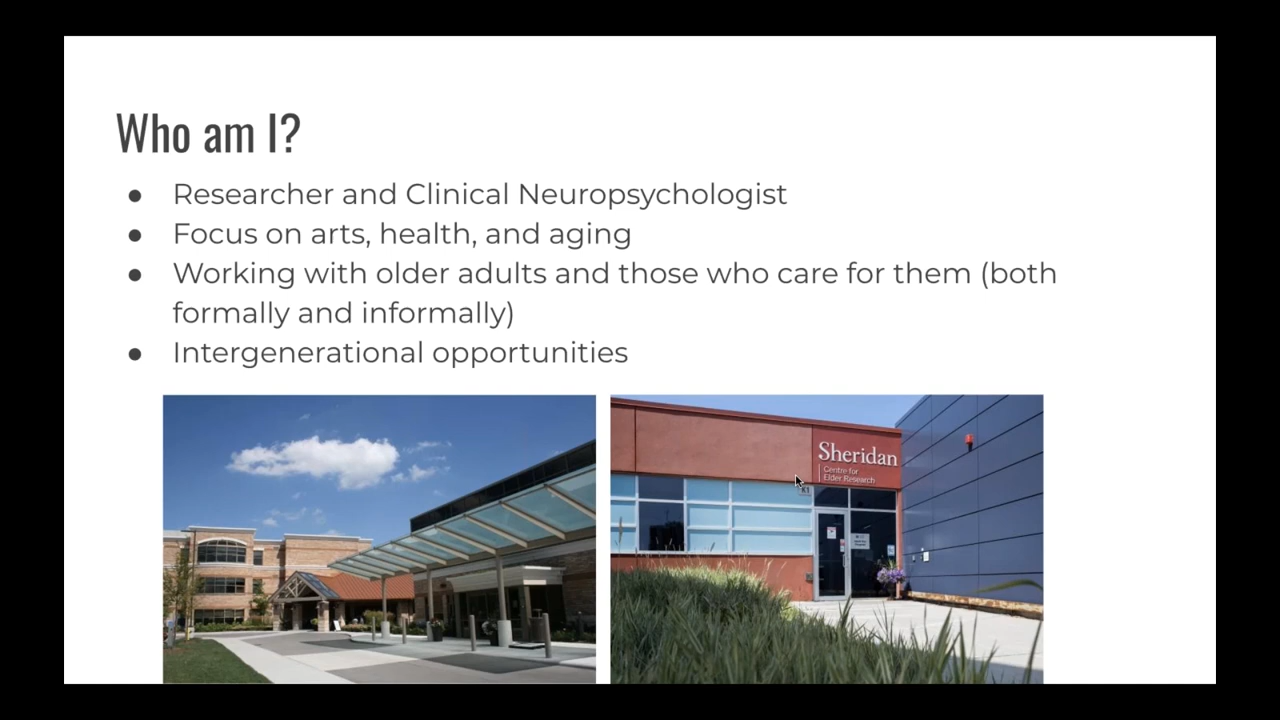 Who am I?
● Researcher and Clinical Neuropsychologist
● Focus on arts, health, and aging
● Working with older adults and those who care for them (both
formally and informally)
● Intergenerational opportunities
Sheridan
Centre for
Elder Research
K1